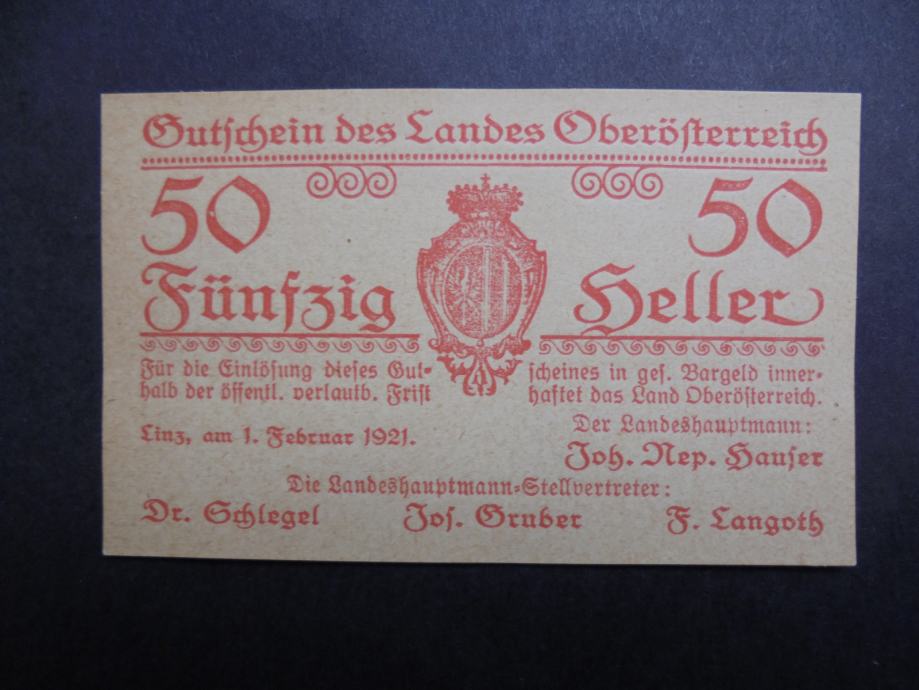 Gutschein des Landes Oberösterreich
50 50
Fünfzig Heller
Für die Einlösung dieses Gut- scheines in ges. Bargeld inner-
halb der öffentl. verlautb. Frist haftet das Land Oberösterreich.
Linz, am 1. Februar 1921.
Der Landeshauptmann:
Joh. Nep. Hauser
Die Landeshauptmann-Stellvertreter:
Dr. Schlegel Jos. Gruber F. Langoth